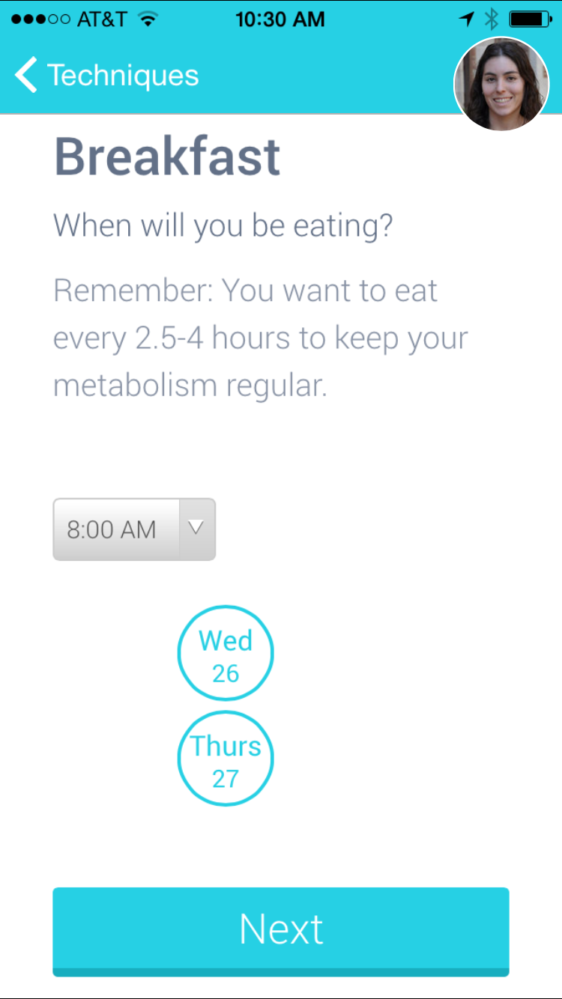 AT&T 10:30 AM
Techniques
Breakfast
When will you be eating?
Remember: You want to eat
every 2.5-4 hours to keep your
metabolism regular.
8:00 AM
Wed
26
Thurs
27
Next